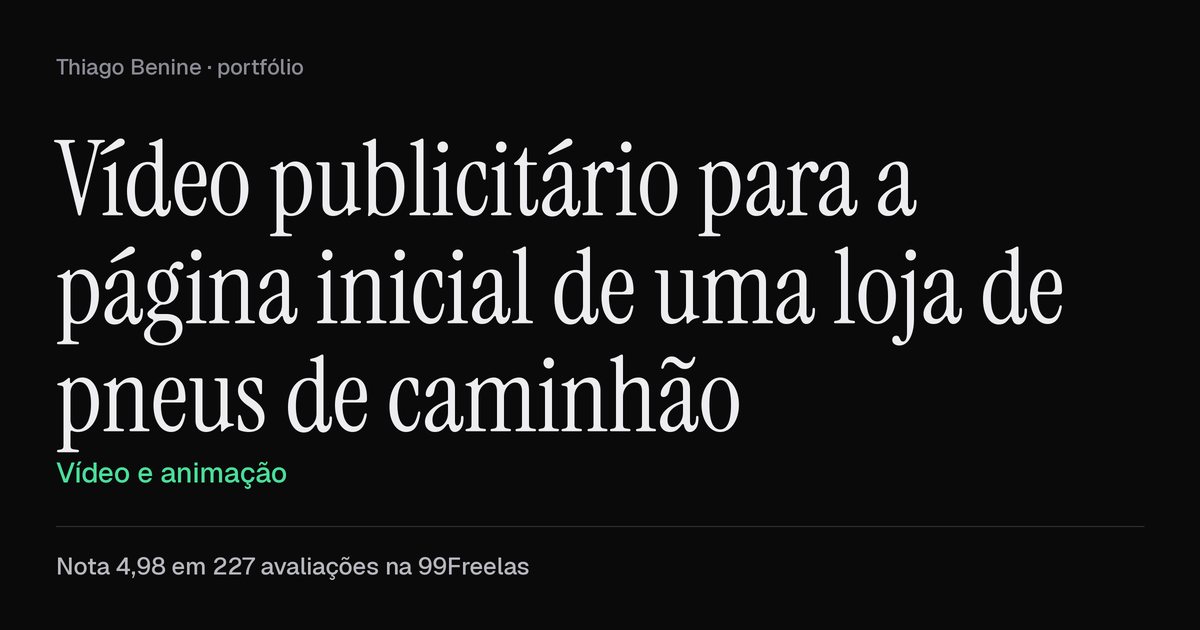 Thiago Benine · portfólio
Vídeo publicitário para a
página inicial de uma loja de
pneus de caminhão
Vídeo e animação
Nota 4,98 em 227 avaliações na 99Freelas